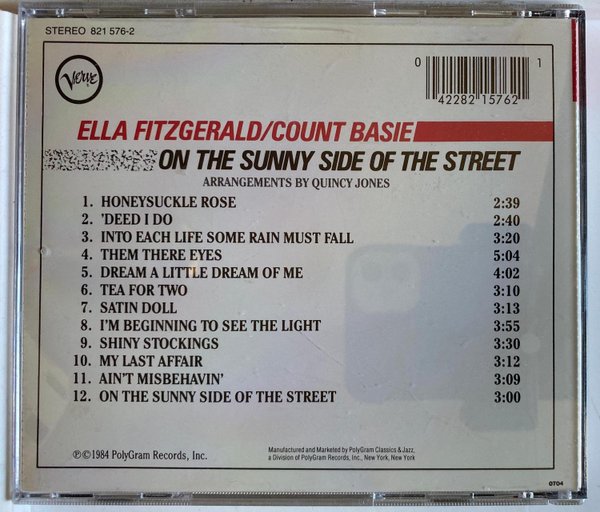 STEREO 821 576-2
Verve
0 42282 15762 1
ELLA FITZGERALD/COUNT BASIE
ON THE SUNNY SIDE OF THE STREET
ARRANGEMENTS BY QUINCY JONES
1. HONEYSUCKLE ROSE 2:39
2. 'DEED I DO 2:40
3. INTO EACH LIFE SOME RAIN MUST FALL 3:20
4. THEM THERE EYES 5:04
5. DREAM A LITTLE DREAM OF ME 4:02
6. TEA FOR TWO 3:10
7. SATIN DOLL 3:13
8. I'M BEGINNING TO SEE THE LIGHT 3:55
9. SHINY STOCKINGS 3:30
10. MY LAST AFFAIR 3:12
11. AIN'T MISBEHAVIN' 3:09
12. ON THE SUNNY SIDE OF THE STREET 3:00
℗©1984 PolyGram Records, Inc.
Manufactured and Marketed by PolyGram Classics & Jazz,
a Division of PolyGram Records, Inc., New York, New York
0704